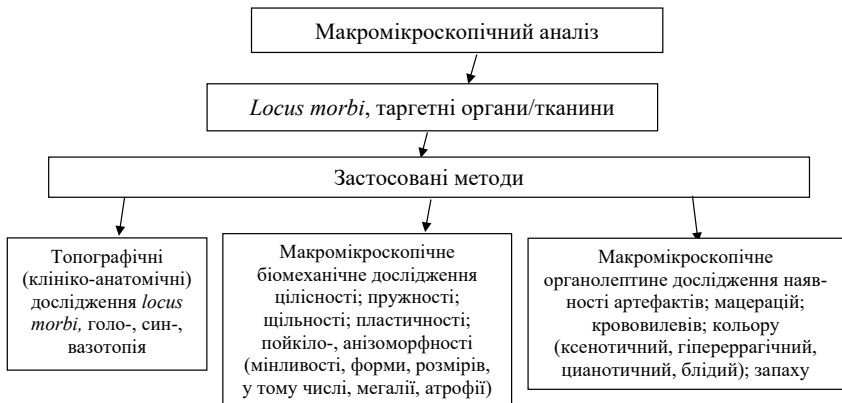 Макромікроскопічний аналіз
Locus morbi, таргетні органи/тканини
Застосовані методи
Топографічні
(клініко-анатомічні)
дослідження locus
morbi, голо-, син-,
вазотопія
Макромікроскопічне
біомеханічне дослідження
цілісності; пружності;
щільності; пластичності;
пойкіло-, анізоморфності
(мінливості, форми, розмірів,
у тому числі, мегалії, атрофії)
Макромікроскопічне
органолептине дослідження наяв-
ності артефактів; мацерацій;
крововилевів; кольору
(ксенотичний, гіпереррагічний,
цианотичний, блідий); запаху